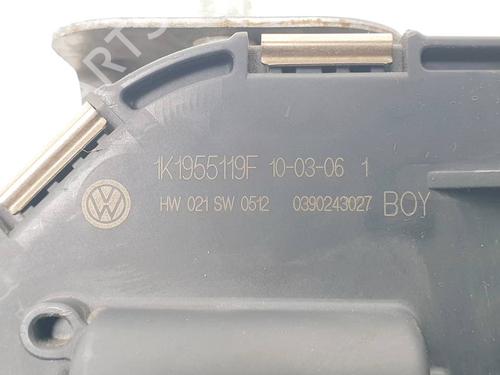 1K1955119F 10-03-06 1
HW 021 SW 0512 0390243027 BOY